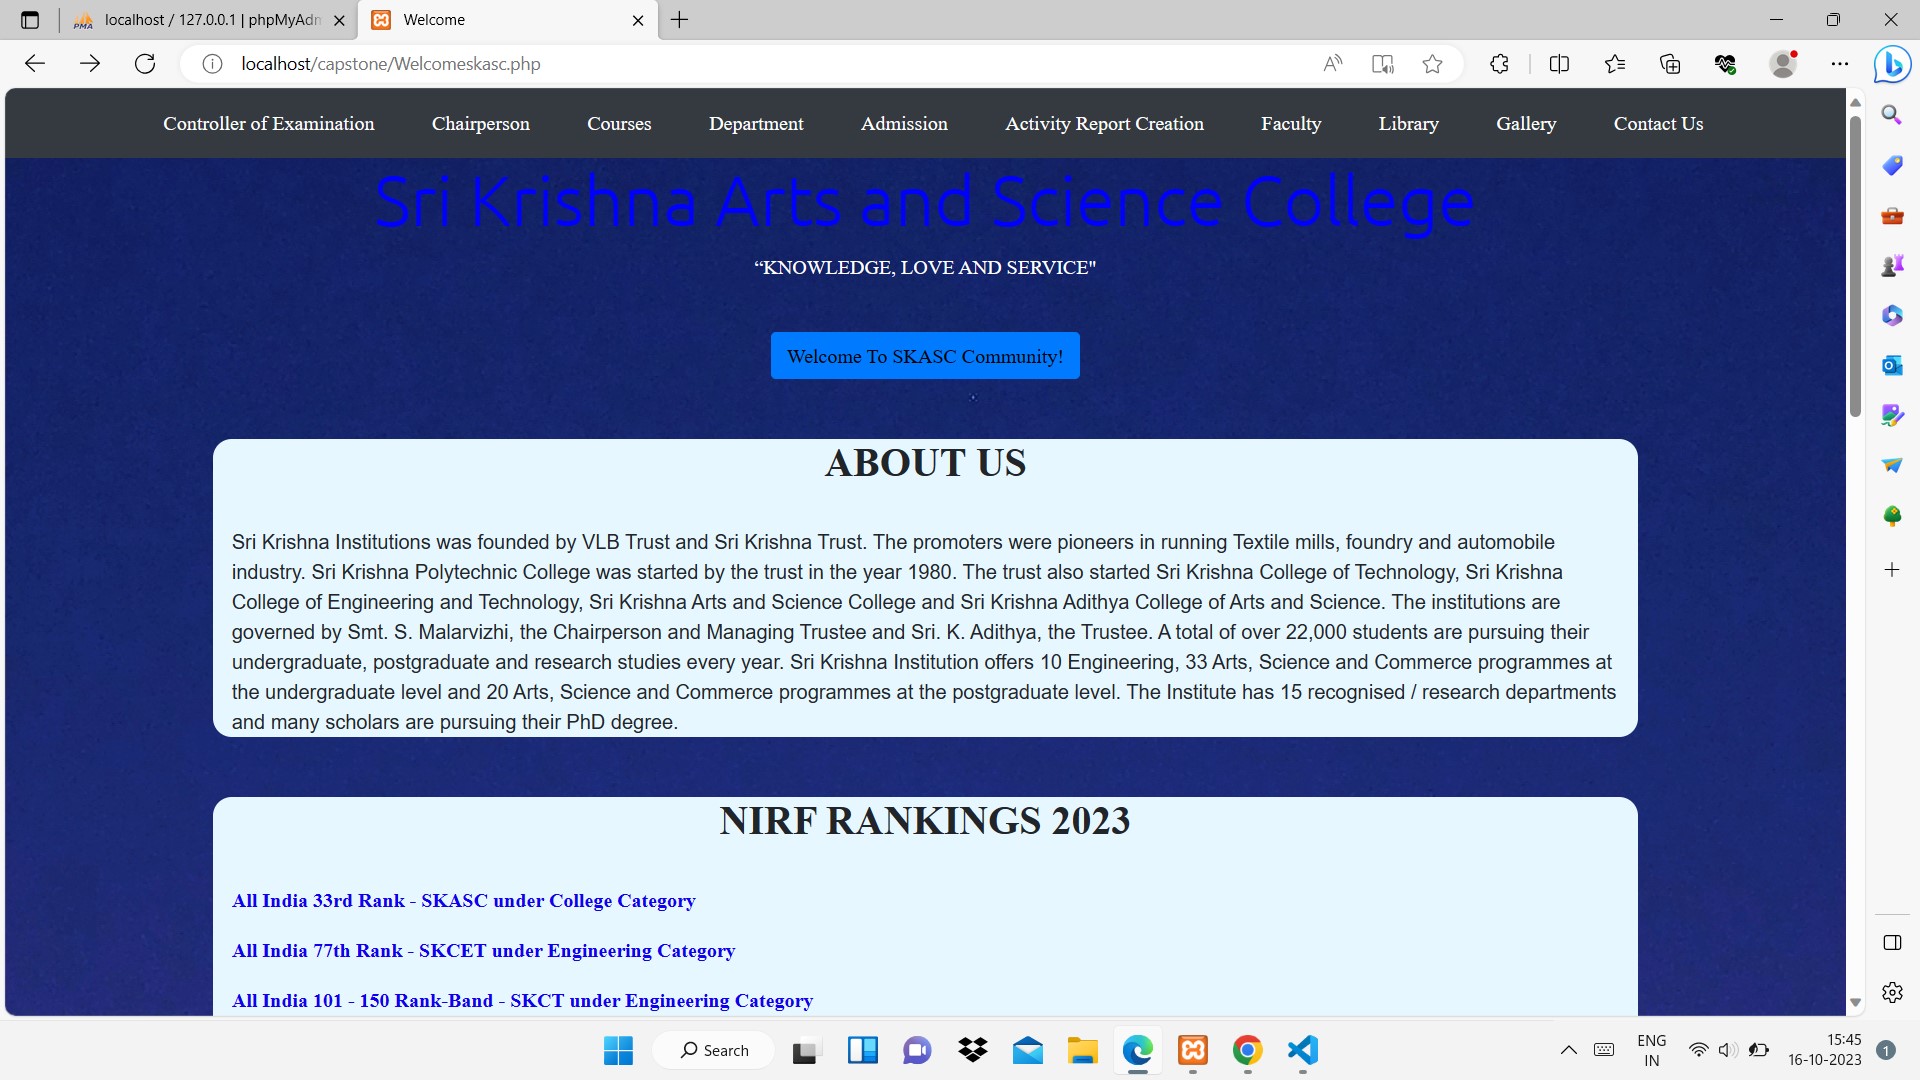 localhost / 127.0.0.1 | phpMyAdm
Welcome
localhost/capstone/Welcomeskasc.php
Controller of Examination
Chairperson
Courses
Department
Admission
Activity Report Creation
Faculty
Library
Gallery
Contact Us
Sri Krishna Arts and Science College
“KNOWLEDGE, LOVE AND SERVICE"
Welcome To SKASC Community!
ABOUT US
Sri Krishna Institutions was founded by VLB Trust and Sri Krishna Trust. The promoters were pioneers in running Textile mills, foundry and automobile
industry. Sri Krishna Polytechnic College was started by the trust in the year 1980. The trust also started Sri Krishna College of Technology, Sri Krishna
College of Engineering and Technology, Sri Krishna Arts and Science College and Sri Krishna Adithya College of Arts and Science. The institutions are
governed by Smt. S. Malarvizhi, the Chairperson and Managing Trustee and Sri. K. Adithya, the Trustee. A total of over 22,000 students are pursuing their
undergraduate, postgraduate and research studies every year. Sri Krishna Institution offers 10 Engineering, 33 Arts, Science and Commerce programmes at
the undergraduate level and 20 Arts, Science and Commerce programmes at the postgraduate level. The Institute has 15 recognised / research departments
and many scholars are pursuing their PhD degree.
NIRF RANKINGS 2023
All India 33rd Rank - SKASC under College Category
All India 77th Rank - SKCET under Engineering Category
All India 101 - 150 Rank-Band - SKCT under Engineering Category
Search
ENG
IN
15:45
16-10-2023
1